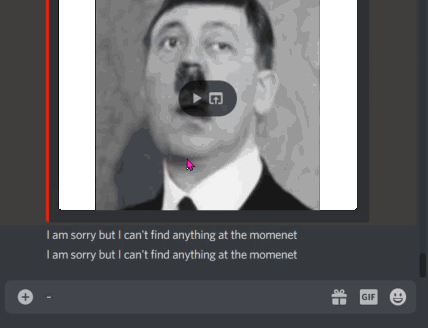 I am sorry but I can't find anything at the momenet
I am sorry but I can't find anything at the momenet
-
GIF